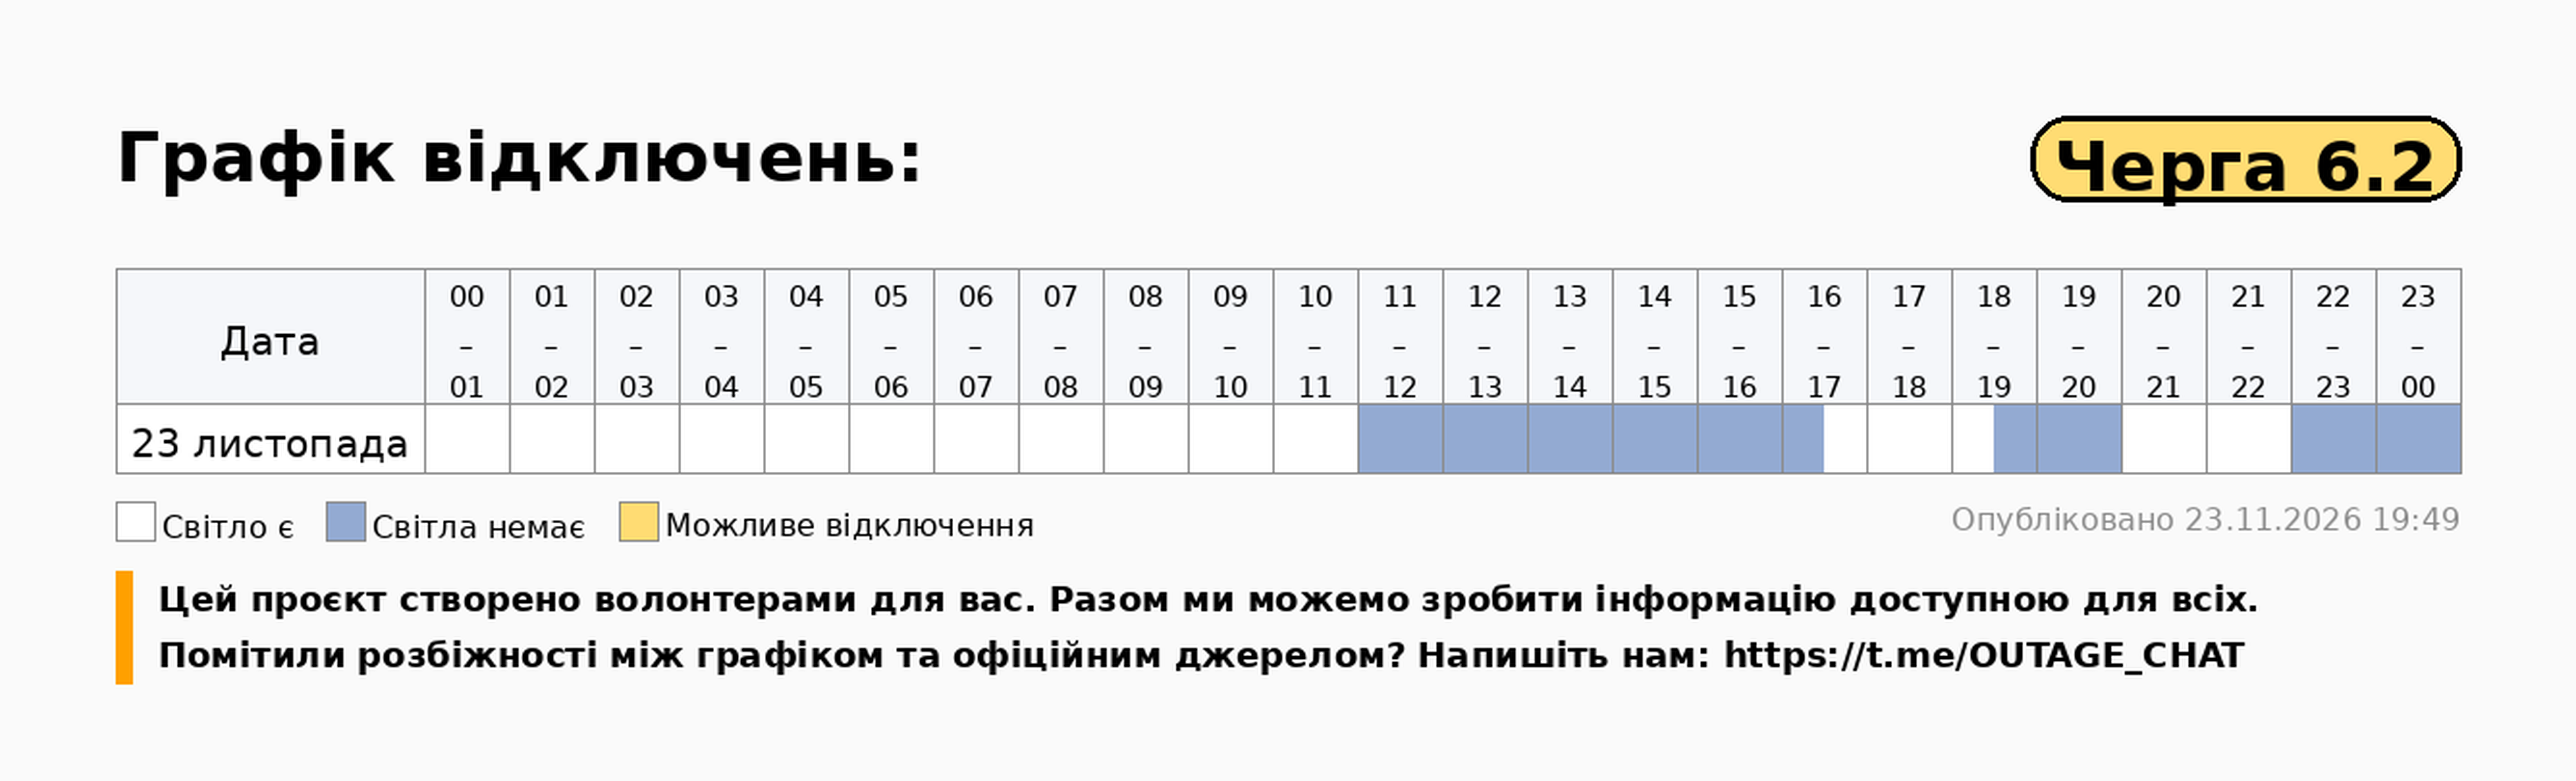 Графік відключень:
Черга 6.2
Дата
00 – 01
01 – 02
02 – 03
03 – 04
04 – 05
05 – 06
06 – 07
07 – 08
08 – 09
09 – 10
10 – 11
11 – 12
12 – 13
13 – 14
14 – 15
15 – 16
16 – 17
17 – 18
18 – 19
19 – 20
20 – 21
21 – 22
22 – 23
23 – 00
23 листопада
Світло є
Світла немає
Можливе відключення
Опубліковано 23.11.2026 19:49
Цей проєкт створено волонтерами для вас. Разом ми можемо зробити інформацію доступною для всіх.
Помітили розбіжності між графіком та офіційним джерелом? Напишіть нам: https://t.me/OUTAGE_CHAT